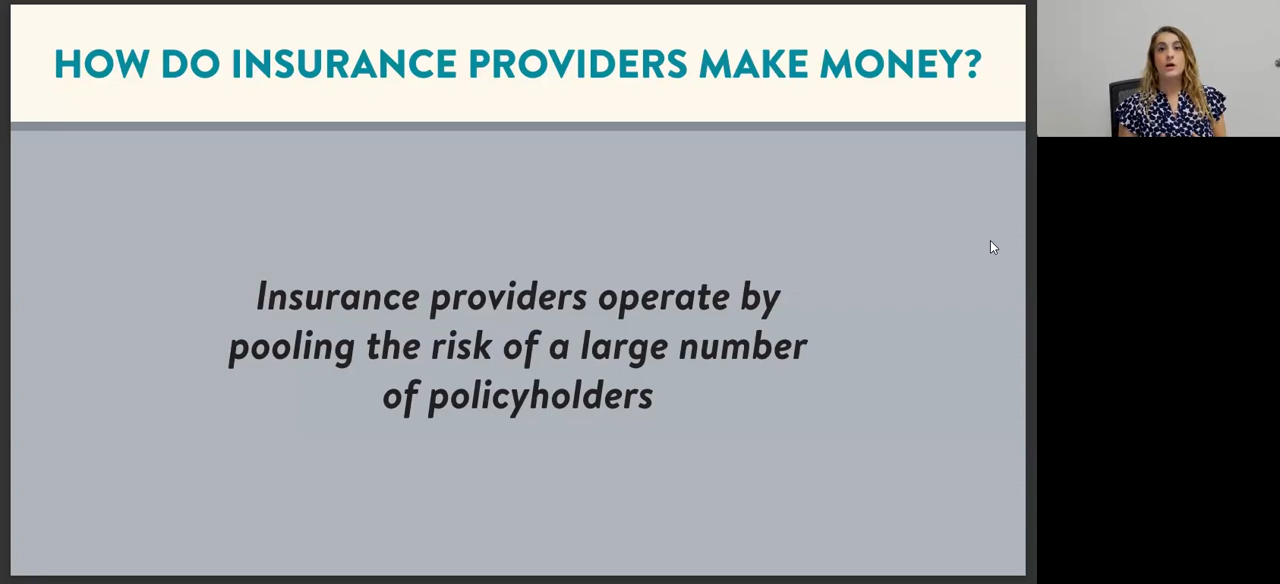 HOW DO INSURANCE PROVIDERS MAKE MONEY?
Insurance providers operate by
pooling the risk of a large number
of policyholders